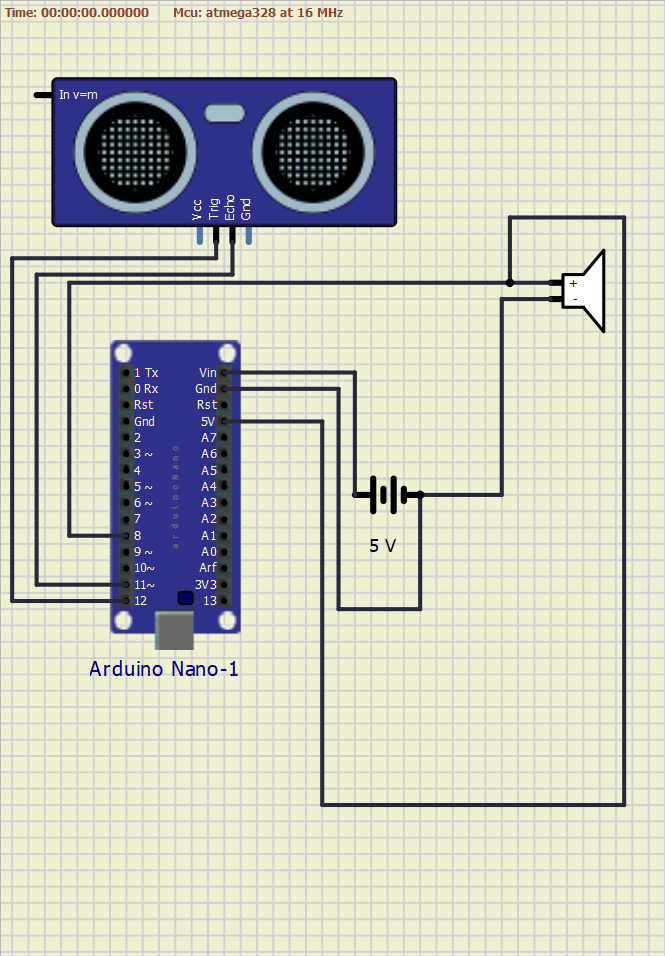 Time: 00:00:00.000000 Mcu: atmega328 at 16 MHz
In v=m
Vcc
Trig
Echo
Gnd
+
-
1 Tx Vin
0 Rx Gnd
Rst Rst
Gnd 5V
2 A7
3 ~ A6
4 A5
5 ~ A4
6 ~ A3
7 A2
8 A1
9 ~ A0
10~ Arf
11~ 3V3
12 13
arduinoNano
5 V
Arduino Nano-1